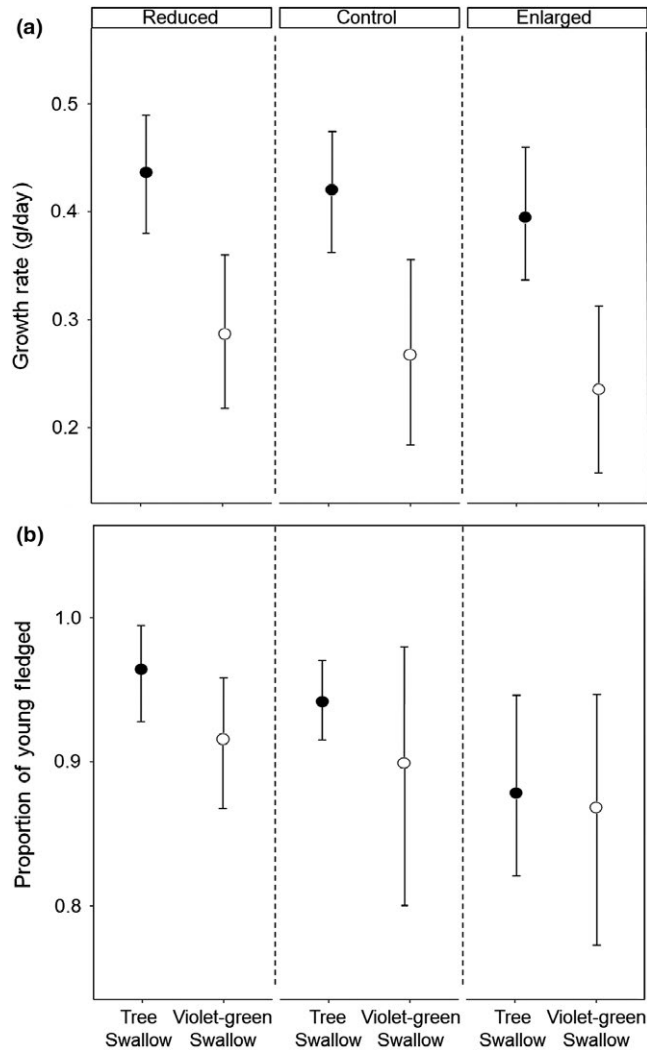 (a)
Reduced
Control
Enlarged
Growth rate (g/day)
0.5
0.4
0.3
0.2
(b)
Proportion of young fledged
1.0
0.9
0.8
Tree Violet-green Tree Violet-green Tree Violet-green
Swallow Swallow Swallow Swallow Swallow Swallow